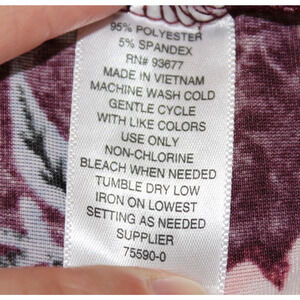 95% POLYESTER
5% SPANDEX
RN# 93677
MADE IN VIETNAM
MACHINE WASH COLD
GENTLE CYCLE
WITH LIKE COLORS
USE ONLY
NON-CHLORINE
BLEACH WHEN NEEDED
TUMBLE DRY LOW
IRON ON LOWEST
SETTING AS NEEDED
SUPPLIER
75590-0